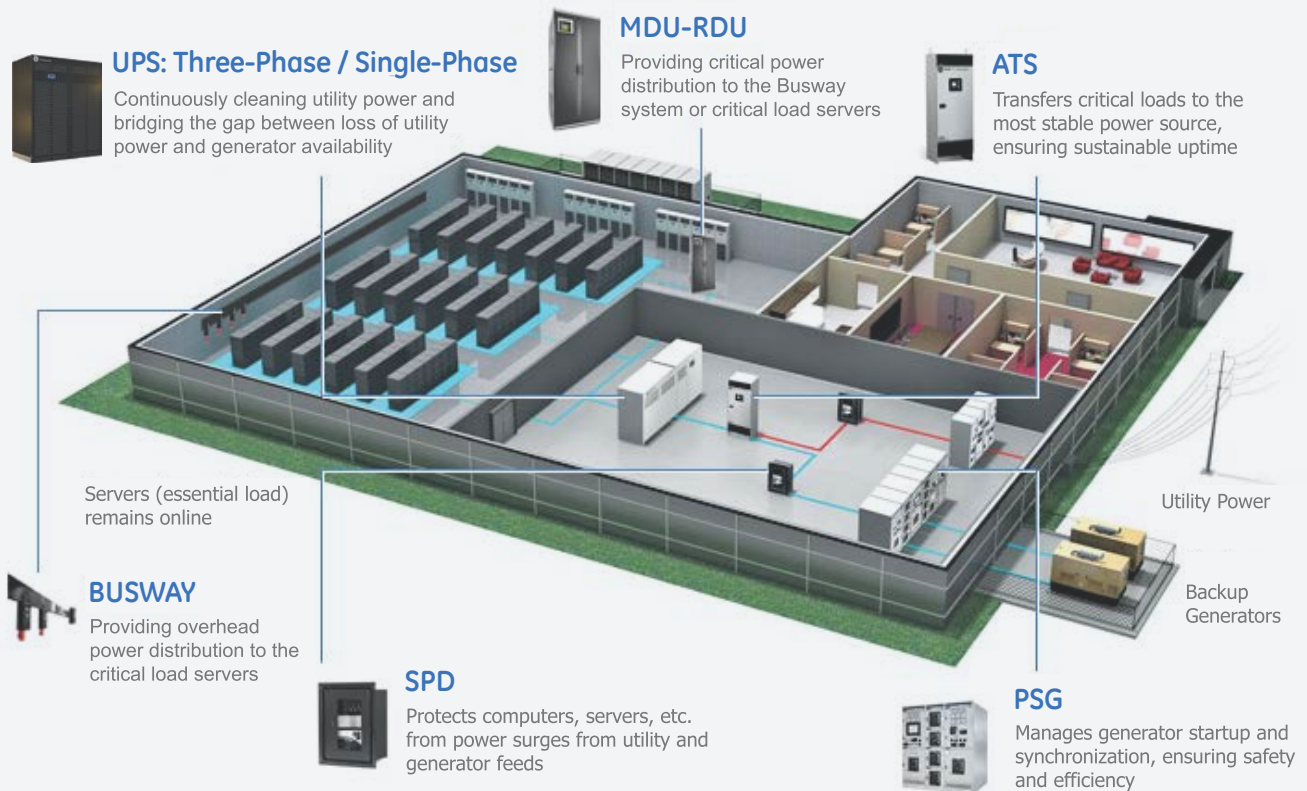 UPS: Three-Phase / Single-Phase
Continuously cleaning utility power and
bridging the gap between loss of utility
power and generator availability
MDU-RDU
Providing critical power
distribution to the Busway
system or critical load servers
ATS
Transfers critical loads to the
most stable power source,
ensuring sustainable uptime
Servers (essential load)
remains online
Utility Power
Backup
Generators
BUSWAY
Providing overhead
power distribution to the
critical load servers
SPD
Protects computers, servers, etc.
from power surges from utility and
generator feeds
PSG
Manages generator startup and
synchronization, ensuring safety
and efficiency